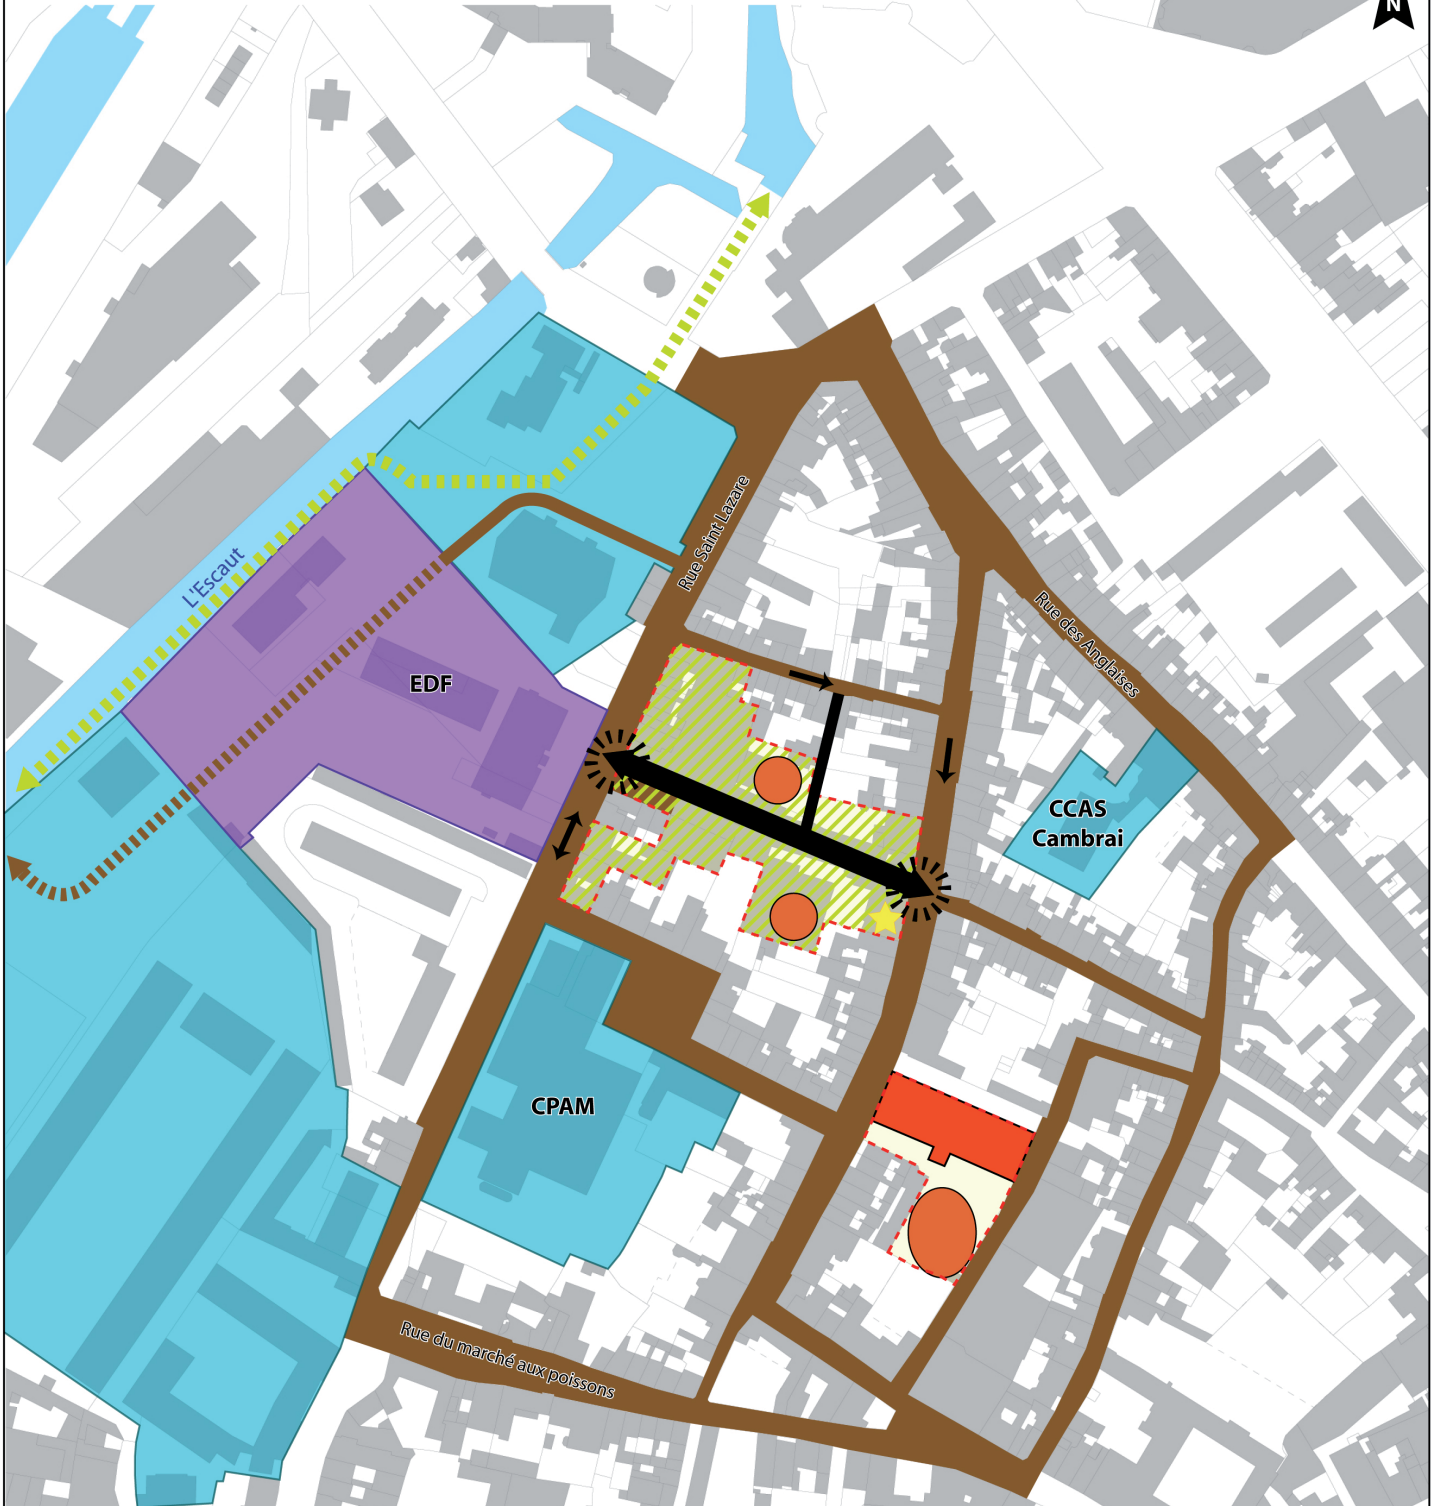 N
Rue Saint Lazare
L'Escaut
Rue des Anglaises
EDF
CCAS
Cambrai
CPAM
Rue du marché aux poissons